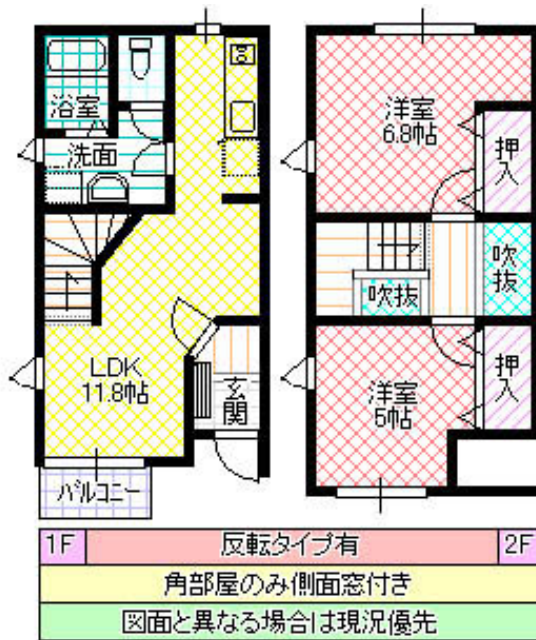 浴室
洗面
LDK
11.8帖
玄関
バルコニー
洋室
6.8帖
押入
吹抜
吹抜
洋室
5帖
押入
1F 反転タイプ有 2F
角部屋のみ側面窓付き
図面と異なる場合は現況優先